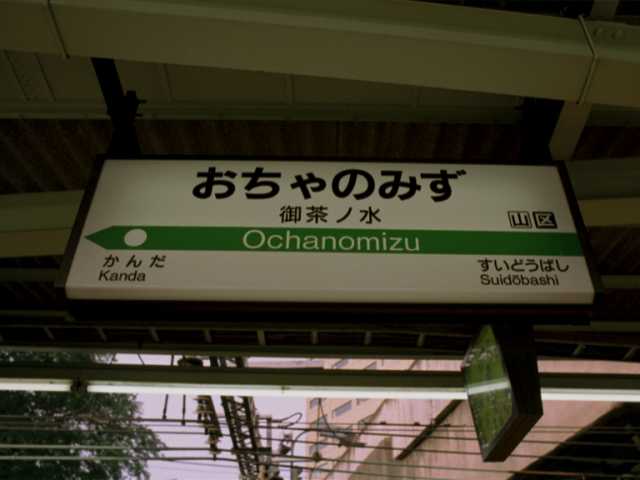 おちゃのみず
御茶ノ水
山 区
Ochanomizu
かんだ
Kanda
すいどうばし
Suidōbashi